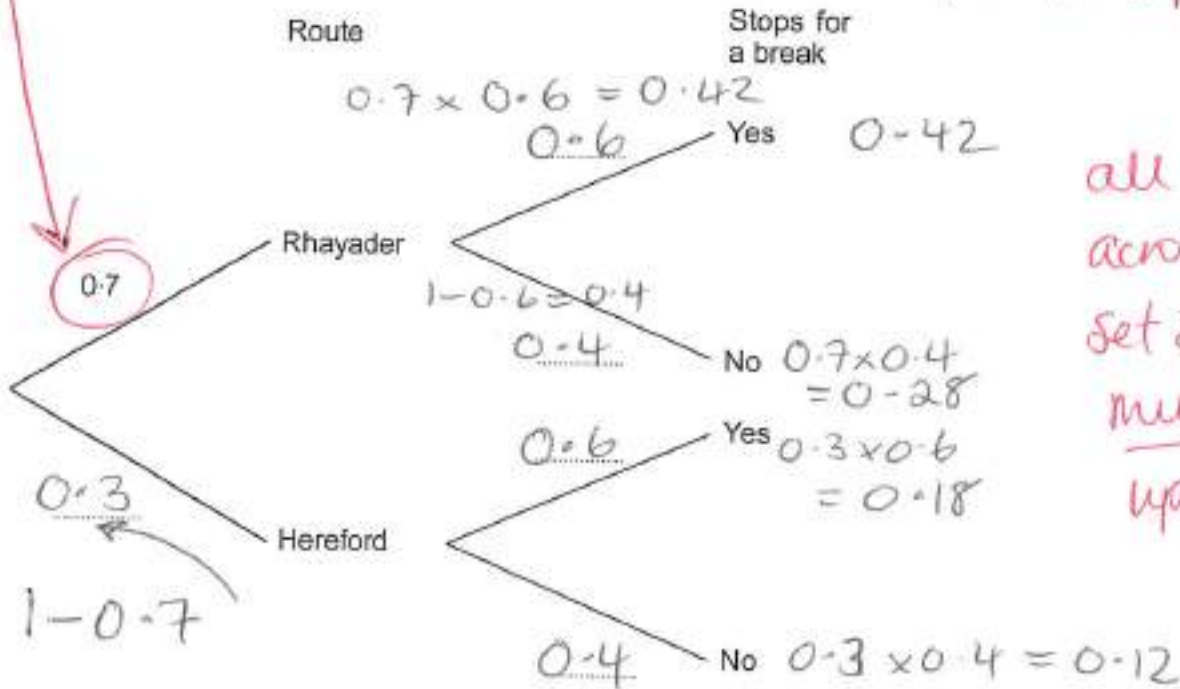 Route
Stops for
a break
0.7 × 0.6 = 0.42
0.6
Yes 0.42
all
Rhayader
0.7
1-0.6=0.4
0.4
No 0.7×0.4
= 0.28
set
0.6
Yes 0.3×0.6
= 0.18
0.3
Hereford
1-0.7
0.4
No 0.3×0.4 = 0.12